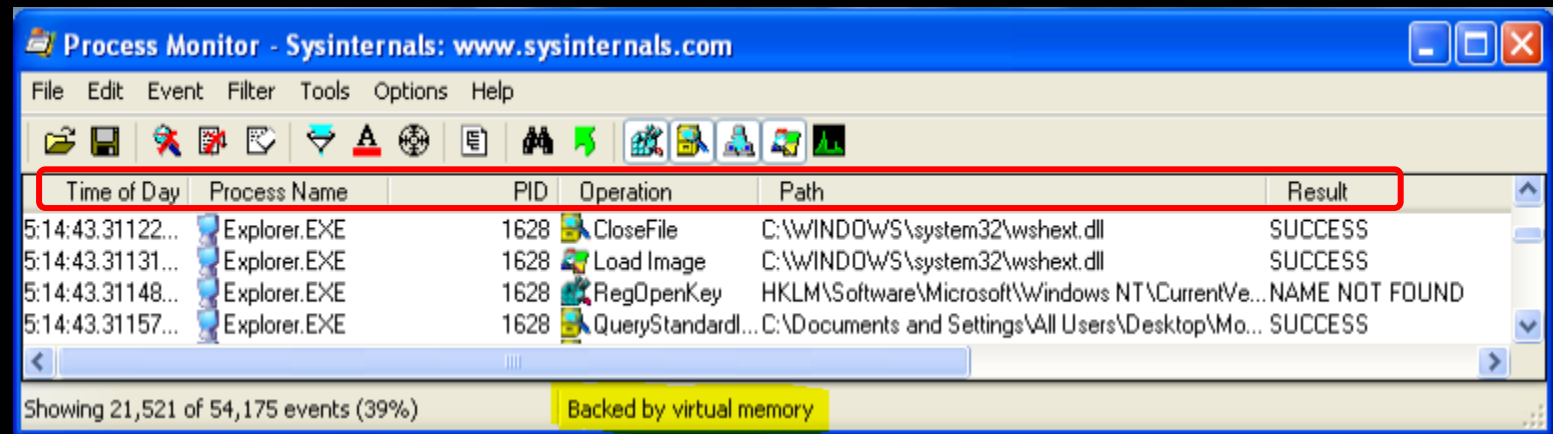 Process Monitor - Sysinternals: www.sysinternals.com
File Edit Event Filter Tools Options Help
Time of Day Process Name PID Operation Path Result
5:14:43.31122... Explorer.EXE 1628 CloseFile C:\WINDOWS\system32\wshext.dll SUCCESS
5:14:43.31131... Explorer.EXE 1628 Load Image C:\WINDOWS\system32\wshext.dll SUCCESS
5:14:43.31148... Explorer.EXE 1628 RegOpenKey HKLM\Software\Microsoft\Windows NT\CurrentVe... NAME NOT FOUND
5:14:43.31157... Explorer.EXE 1628 QueryStandardI... C:\Documents and Settings\All Users\Desktop\Mo... SUCCESS
Showing 21,521 of 54,175 events (39%) Backed by virtual memory